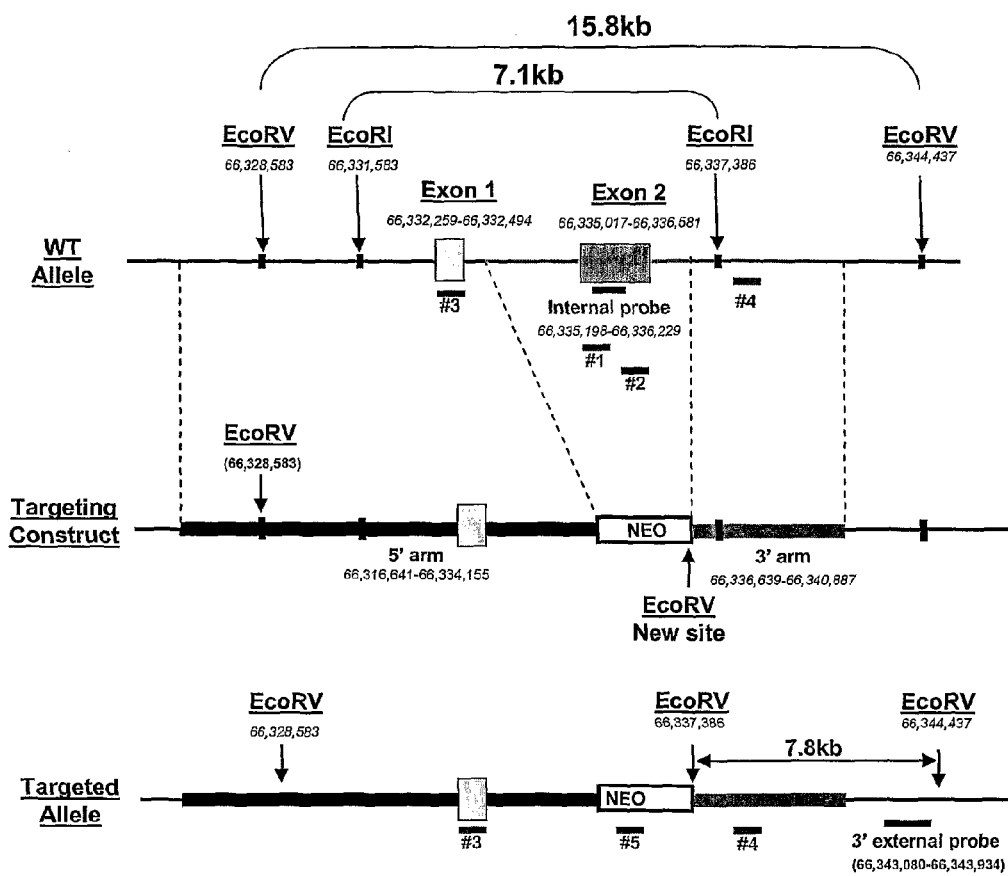 15.8kb
7.1kb
EcoRV
66,328,583
EcoRI
66,331,583
EcoRI
66,337,386
EcoRV
66,344,437
Exon 1
66,332,259-66,332,494
Exon 2
66,335,017-66,336,681
WT
Allele
#3
Internal probe
66,335,198-66,336,229
#4
#1
#2
EcoRV
(66,328,583)
Targeting
Construct
NEO
5' arm
66,316,641-66,334,155
3' arm
66,336,639-66,340,887
EcoRV
New site
EcoRV
66,328,583
EcoRV
66,337,386
EcoRV
66,344,437
7.8kb
Targeted
Allele
NEO
#3
#5
#4
3' external probe
(66,343,080-66,343,934)